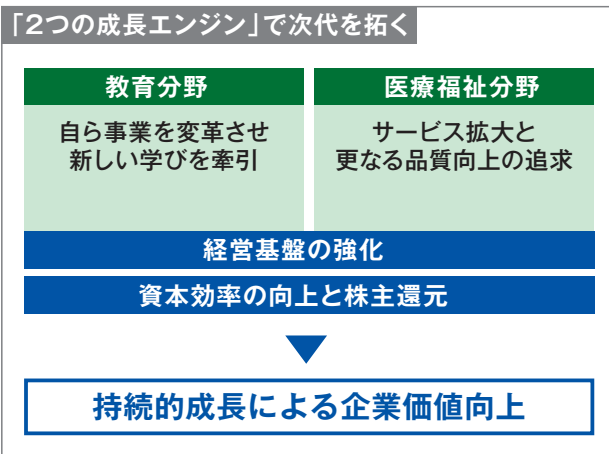 「2つの成長エンジン」で次代を拓く
教育分野
自ら事業を変革させ
新しい学びを牽引
医療福祉分野
サービス拡大と
更なる品質向上の追求
経営基盤の強化
資本効率の向上と株主還元
持続的成長による企業価値向上